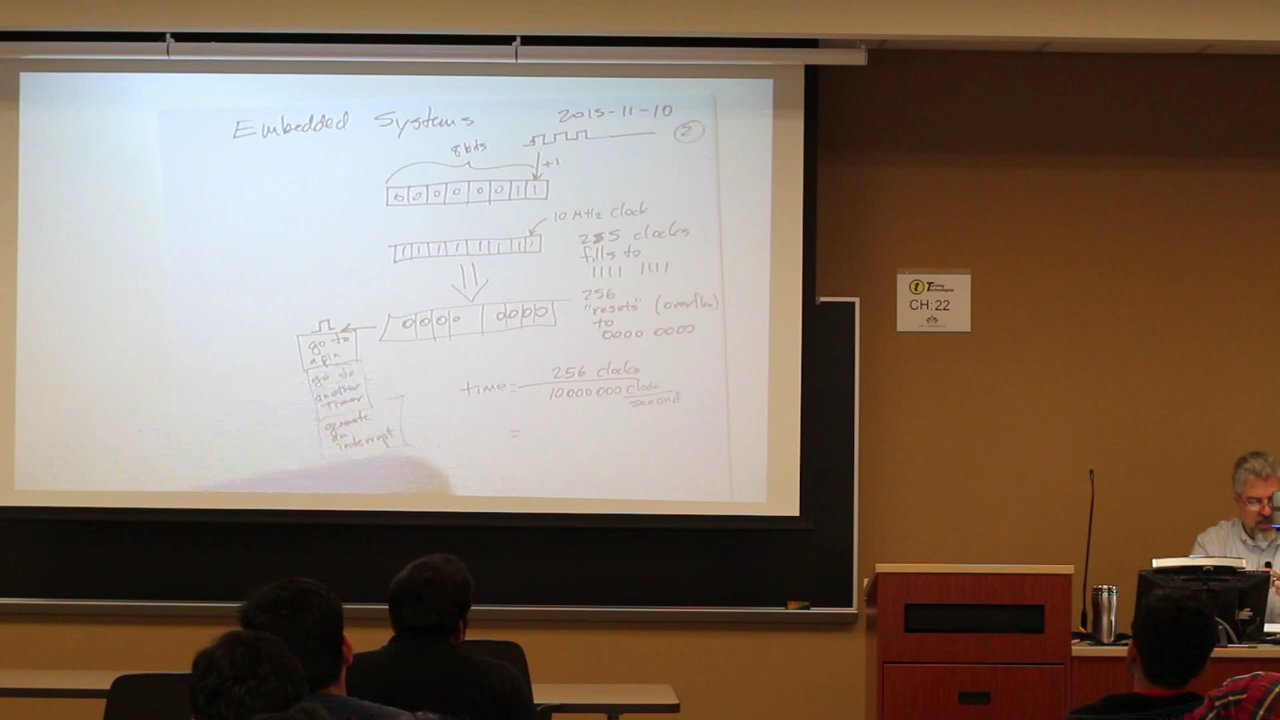 Embedded Systems
2015-11-10
2
8 bits
+1
0 0 0 0 0 0 1 1
10 MHz clock
1 1 1 1 1 1 1 1
255 clocks
fills to
1111 1111
256
"resets" (overflow)
to
0000 0000
0000 0000
go to
a pin
go to
another
Timer
generate
an
interrupt
time = 256 clocks
10000000 clocks
second
=
Turning
Technologies
CH:22